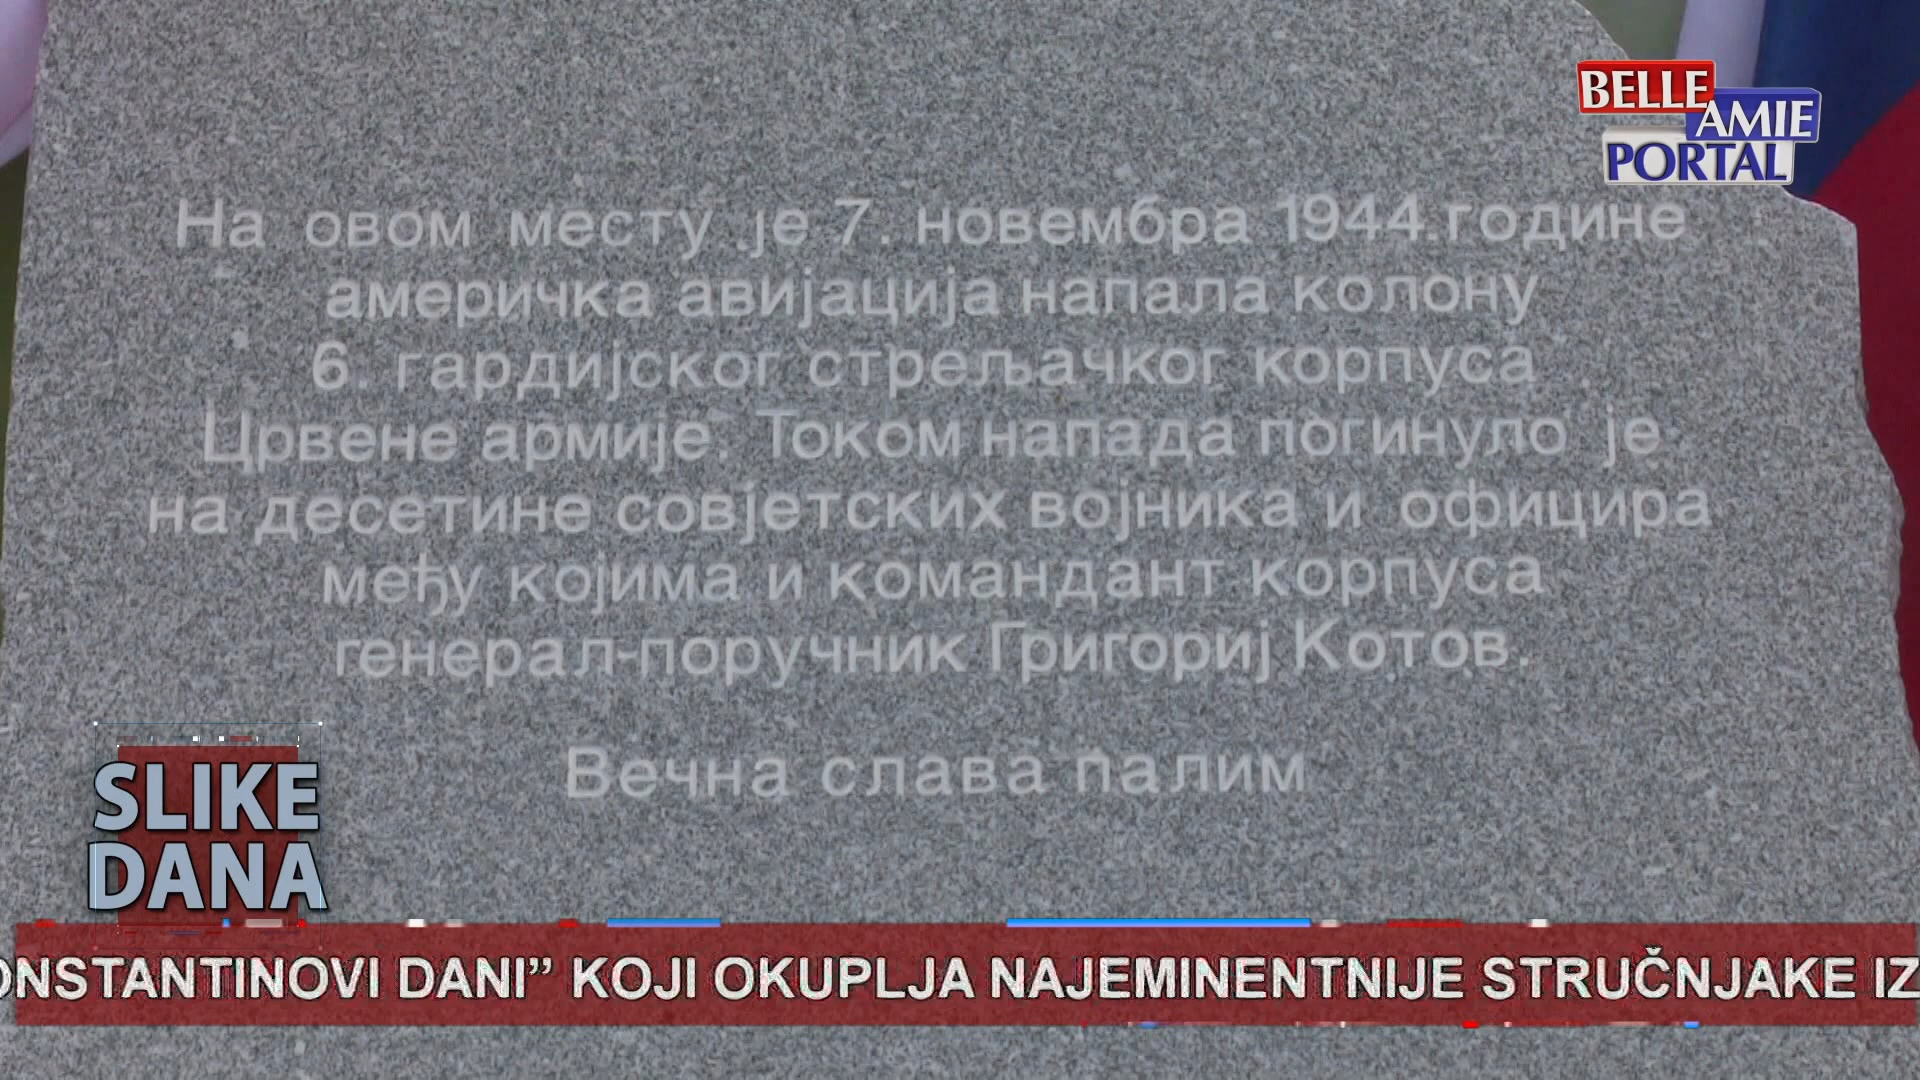 BELLE
AMIE
PORTAL
На овом месту је 7. новембра 1944.године
америчка авијација напала колону
6. гардијског стрељачког корпуса
Црвене армије. Током напада погинуло је
на десетине совјетских војника и официра
међу којима и командант корпуса
генерал-поручник Григориј Котов.
Вечна слава палим
SLIKE
DANA
ONSTANTINOVI DANI” KOJI OKUPLJA NAJEMINENTNIJE STRUČNJAKE IZ